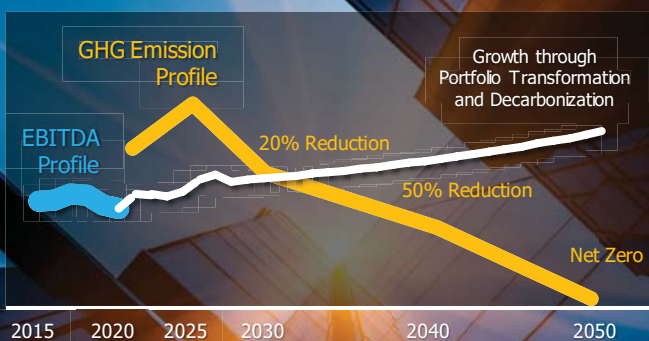 GHG Emission
Profile
Growth through
Portfolio Transformation
and Decarbonization
EBITDA
Profile
20% Reduction
50% Reduction
Net Zero
2015 2020 2025 2030 2040 2050